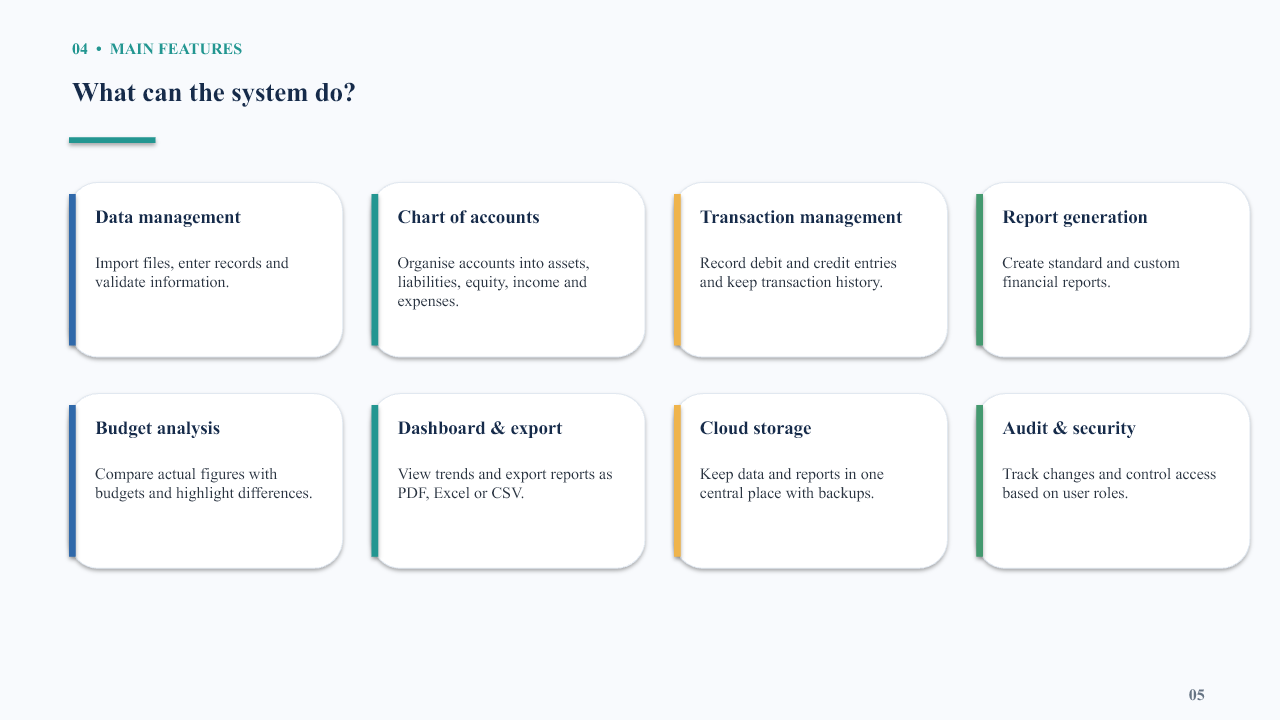 04 • MAIN FEATURES
What can the system do?
Data management
Import files, enter records and
validate information.
Chart of accounts
Organise accounts into assets,
liabilities, equity, income and
expenses.
Transaction management
Record debit and credit entries
and keep transaction history.
Report generation
Create standard and custom
financial reports.
Budget analysis
Compare actual figures with
budgets and highlight differences.
Dashboard & export
View trends and export reports as
PDF, Excel or CSV.
Cloud storage
Keep data and reports in one
central place with backups.
Audit & security
Track changes and control access
based on user roles.
05